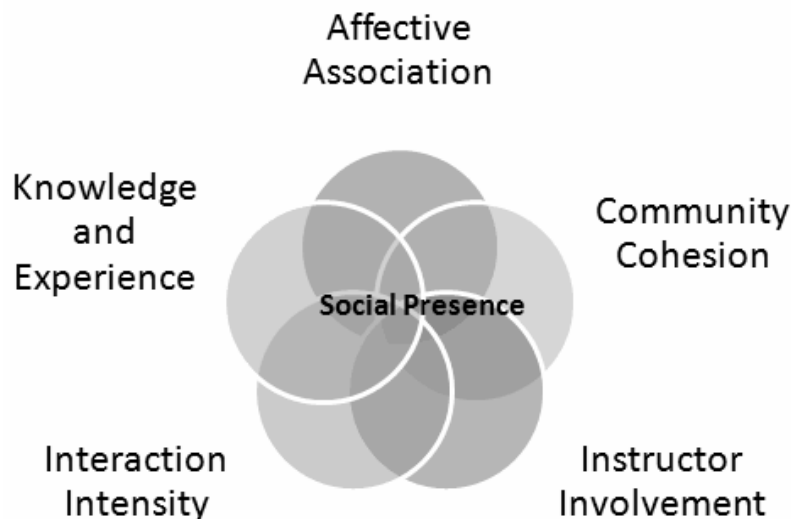 Affective
Association
Knowledge
and
Experience
Community
Cohesion
Social Presence
Interaction
Intensity
Instructor
Involvement